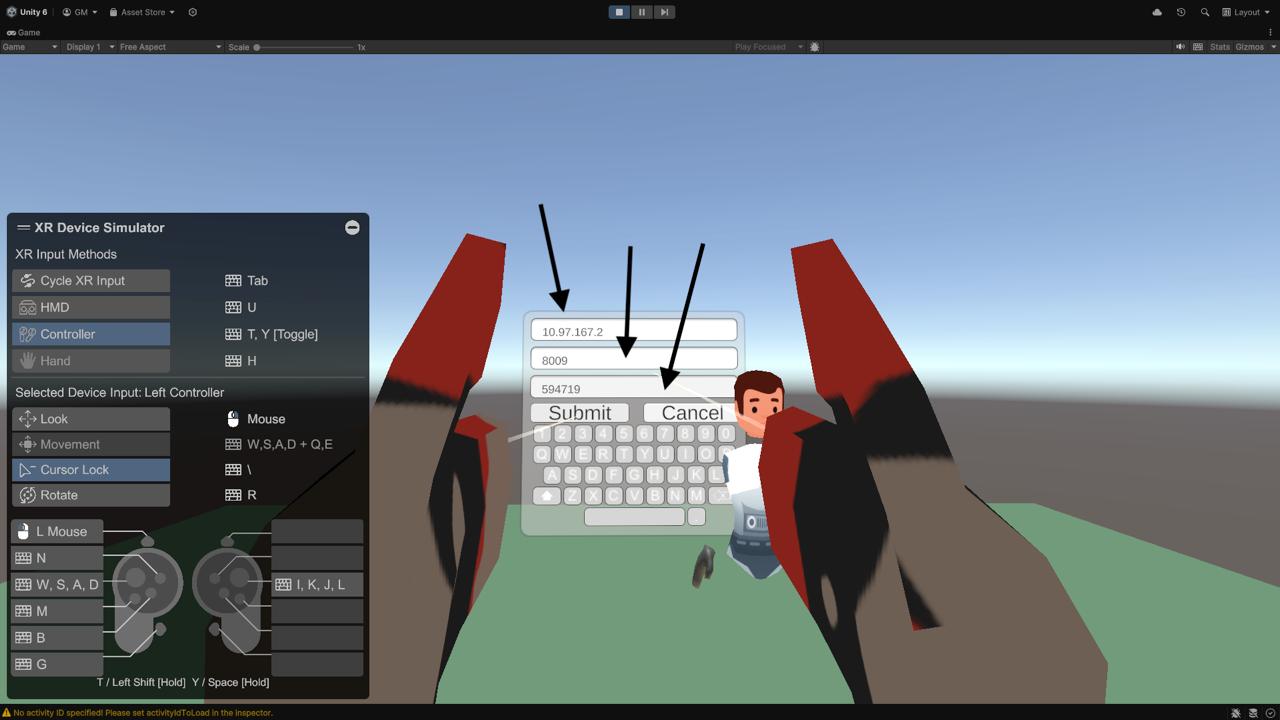 Unity 6 GM Asset Store Layout
Game
Game Display 1 Free Aspect Scale 1x Play Focused Stats Gizmos
XR Device Simulator
XR Input Methods
Cycle XR Input Tab
HMD U
Controller T, Y [Toggle]
Hand H
Selected Device Input: Left Controller
Look Mouse
Movement W,S,A,D + Q,E
Cursor Lock \
Rotate R
L Mouse
N
W, S, A, D I, K, J, L
M
B
G
T / Left Shift [Hold] Y / Space [Hold]
10.97.167.2
8009
594719
Submit Cancel
1 2 3 4 5 6 7 8 9 0
Q W E R T Y U I O
A S D F G H J K L
Z X C V B N M
.
No activity ID specified! Please set activityIdToLoad in the Inspector.